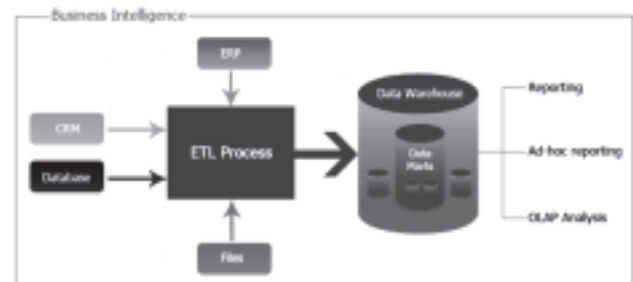 Business Intelligence
ERP
CRM
Database
ETL Process
Files
Data Warehouse
Data
Marts
Reporting
Ad-hoc reporting
OLAP Analysis